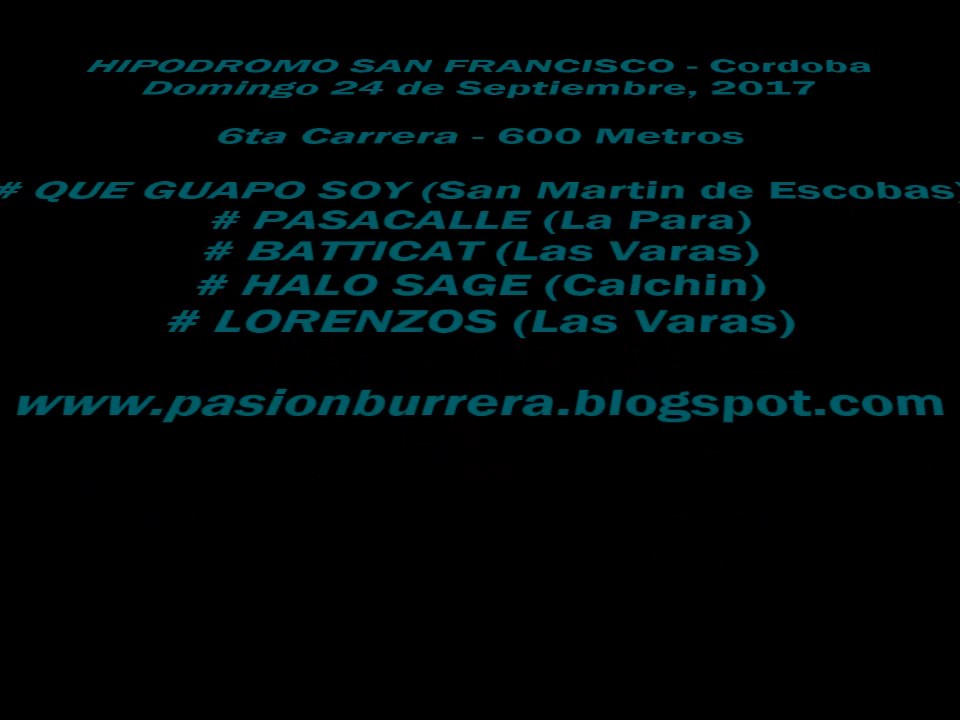 HIPODROMO SAN FRANCISCO - Cordoba
Domingo 24 de Septiembre, 2017
6ta Carrera - 600 Metros
# QUE GUAPO SOY (San Martin de Escobas)
# PASACALLE (La Para)
# BATTICAT (Las Varas)
# HALO SAGE (Calchin)
# LORENZOS (Las Varas)
www.pasionburrera.blogspot.com